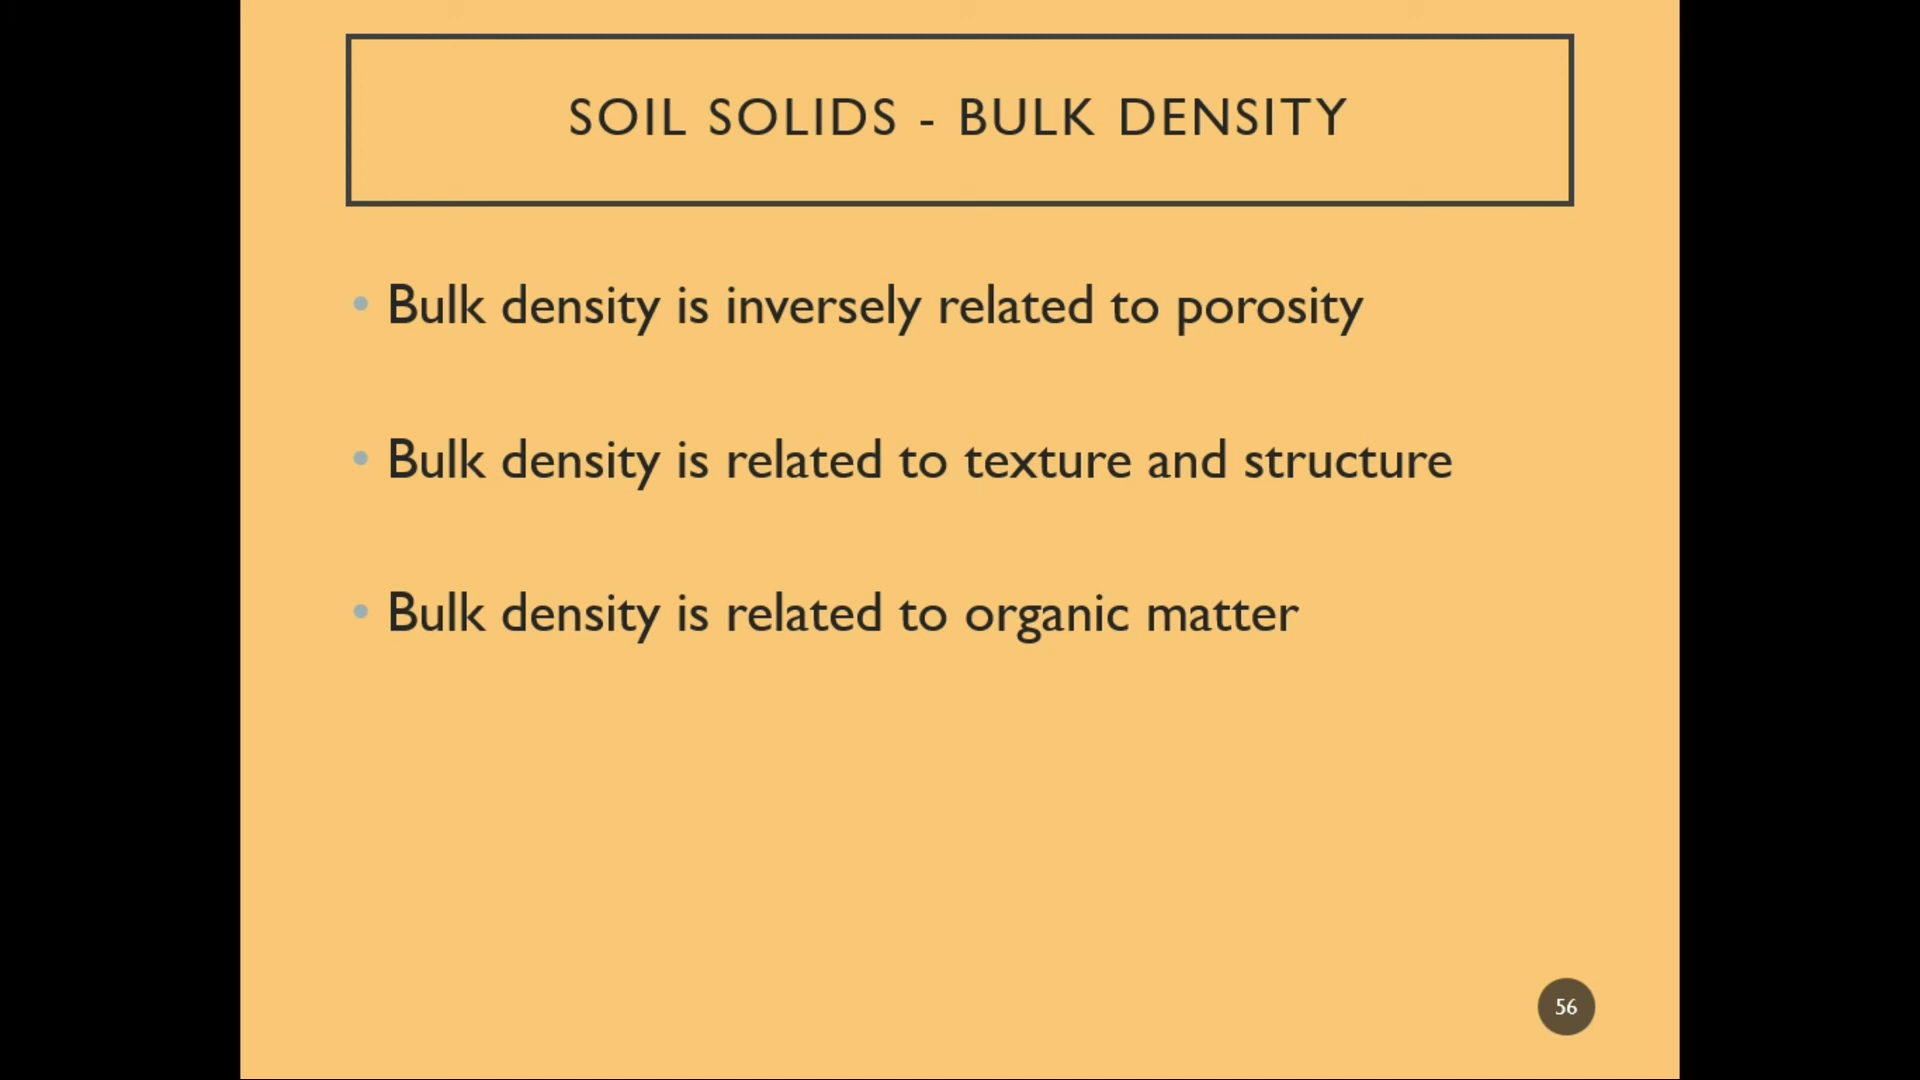 SOIL SOLIDS - BULK DENSITY
• Bulk density is inversely related to porosity
• Bulk density is related to texture and structure
• Bulk density is related to organic matter
56